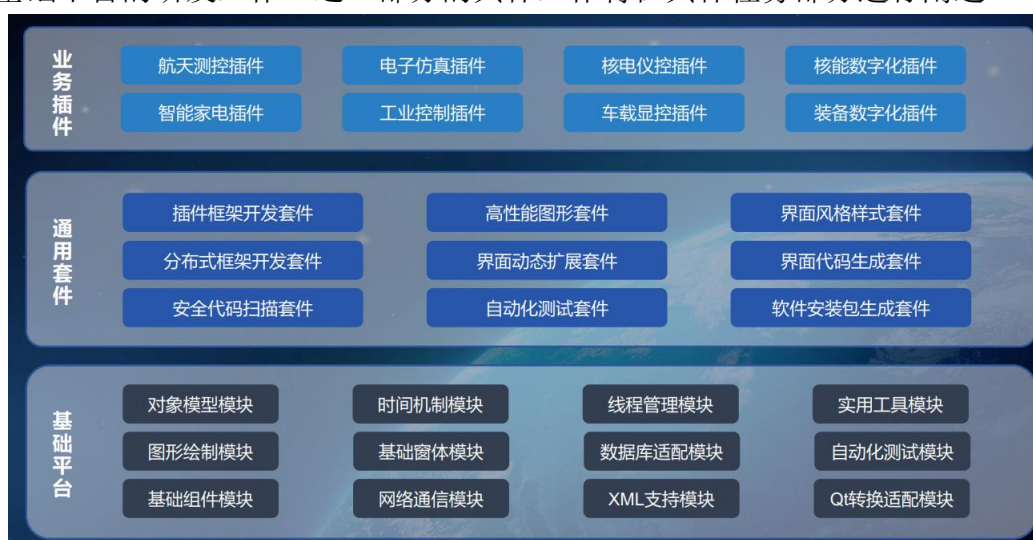 业务插件
航天测控插件 电子仿真插件 核电仪控插件 核能数字化插件
智能家电插件 工业控制插件 车载显控插件 装备数字化插件
通用套件
插件框架开发套件 高性能图形套件 界面风格样式套件
分布式框架开发套件 界面动态扩展套件 界面代码生成套件
安全代码扫描套件 自动化测试套件 软件安装包生成套件
基础平台
对象模型模块 时间机制模块 线程管理模块 实用工具模块
图形绘制模块 基础窗体模块 数据库适配模块 自动化测试模块
基础组件模块 网络通信模块 XML支持模块 Qt转换适配模块